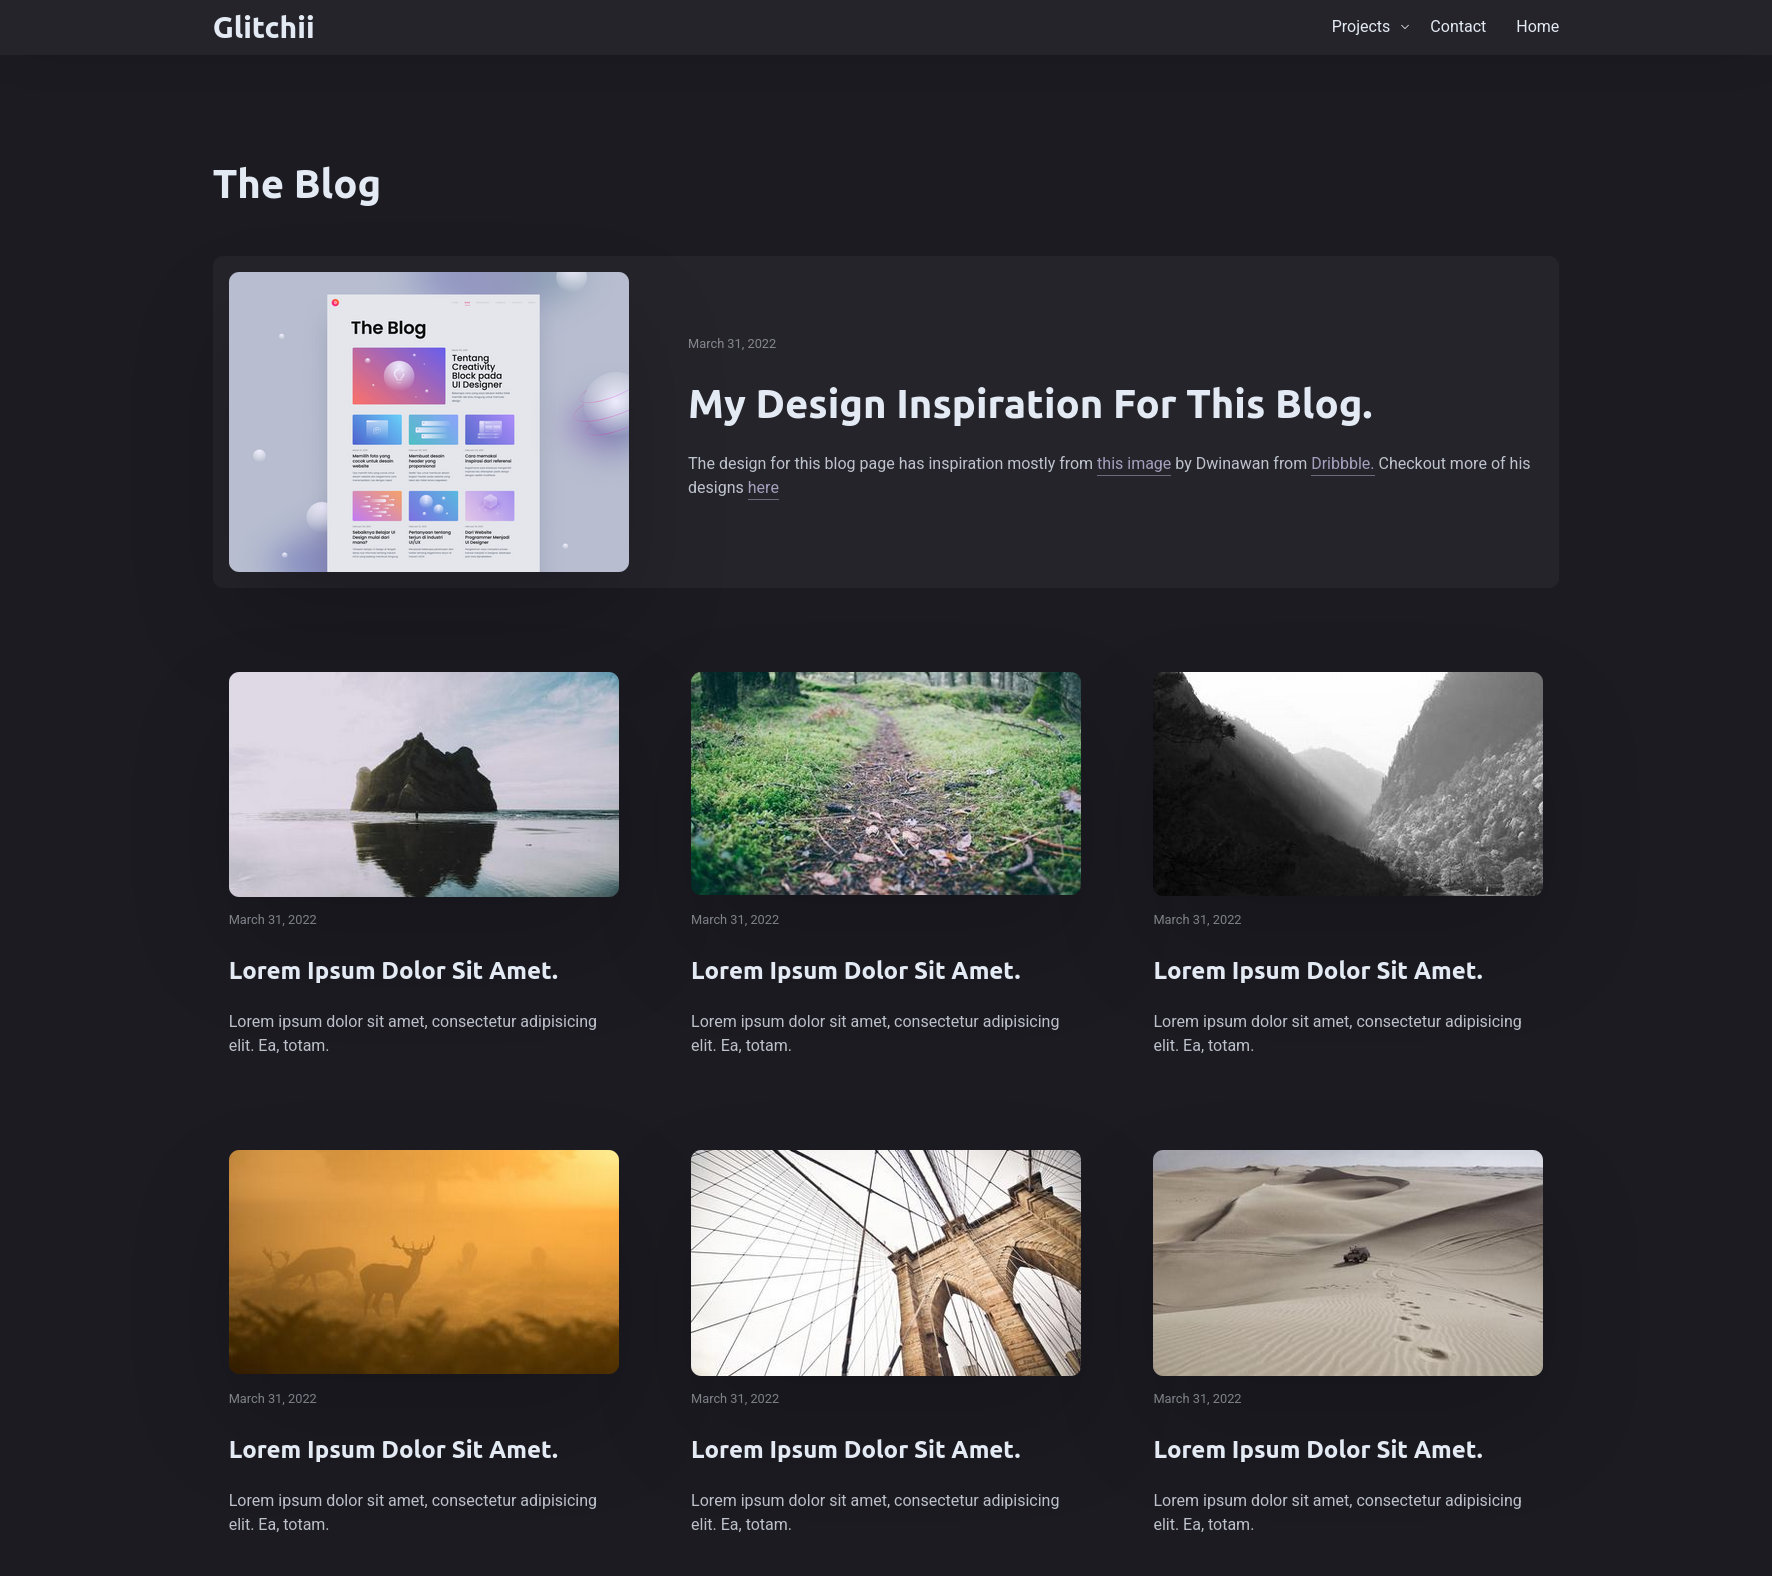 Glitchii
Projects
Contact
Home
The Blog
The Blog
Tentang
Creativity
Block pada
UI Designer
Memilih foto yang
cocok untuk desain
website
Membuat desain
header yang
proporsional
Cara memakai
inspirasi dari referensi
Sebaiknya Belajar UI
Design mulai dari
mana?
Pertanyaan tentang
terjun di industri
UI/UX
Dari Website
Programmer Menjadi
UI Designer
March 31, 2022
My Design Inspiration For This Blog.
The design for this blog page has inspiration mostly from this image by Dwinawan from Dribbble. Checkout more of his
designs here
March 31, 2022
Lorem Ipsum Dolor Sit Amet.
Lorem ipsum dolor sit amet, consectetur adipisicing
elit. Ea, totam.
March 31, 2022
Lorem Ipsum Dolor Sit Amet.
Lorem ipsum dolor sit amet, consectetur adipisicing
elit. Ea, totam.
March 31, 2022
Lorem Ipsum Dolor Sit Amet.
Lorem ipsum dolor sit amet, consectetur adipisicing
elit. Ea, totam.
March 31, 2022
Lorem Ipsum Dolor Sit Amet.
Lorem ipsum dolor sit amet, consectetur adipisicing
elit. Ea, totam.
March 31, 2022
Lorem Ipsum Dolor Sit Amet.
Lorem ipsum dolor sit amet, consectetur adipisicing
elit. Ea, totam.
March 31, 2022
Lorem Ipsum Dolor Sit Amet.
Lorem ipsum dolor sit amet, consectetur adipisicing
elit. Ea, totam.